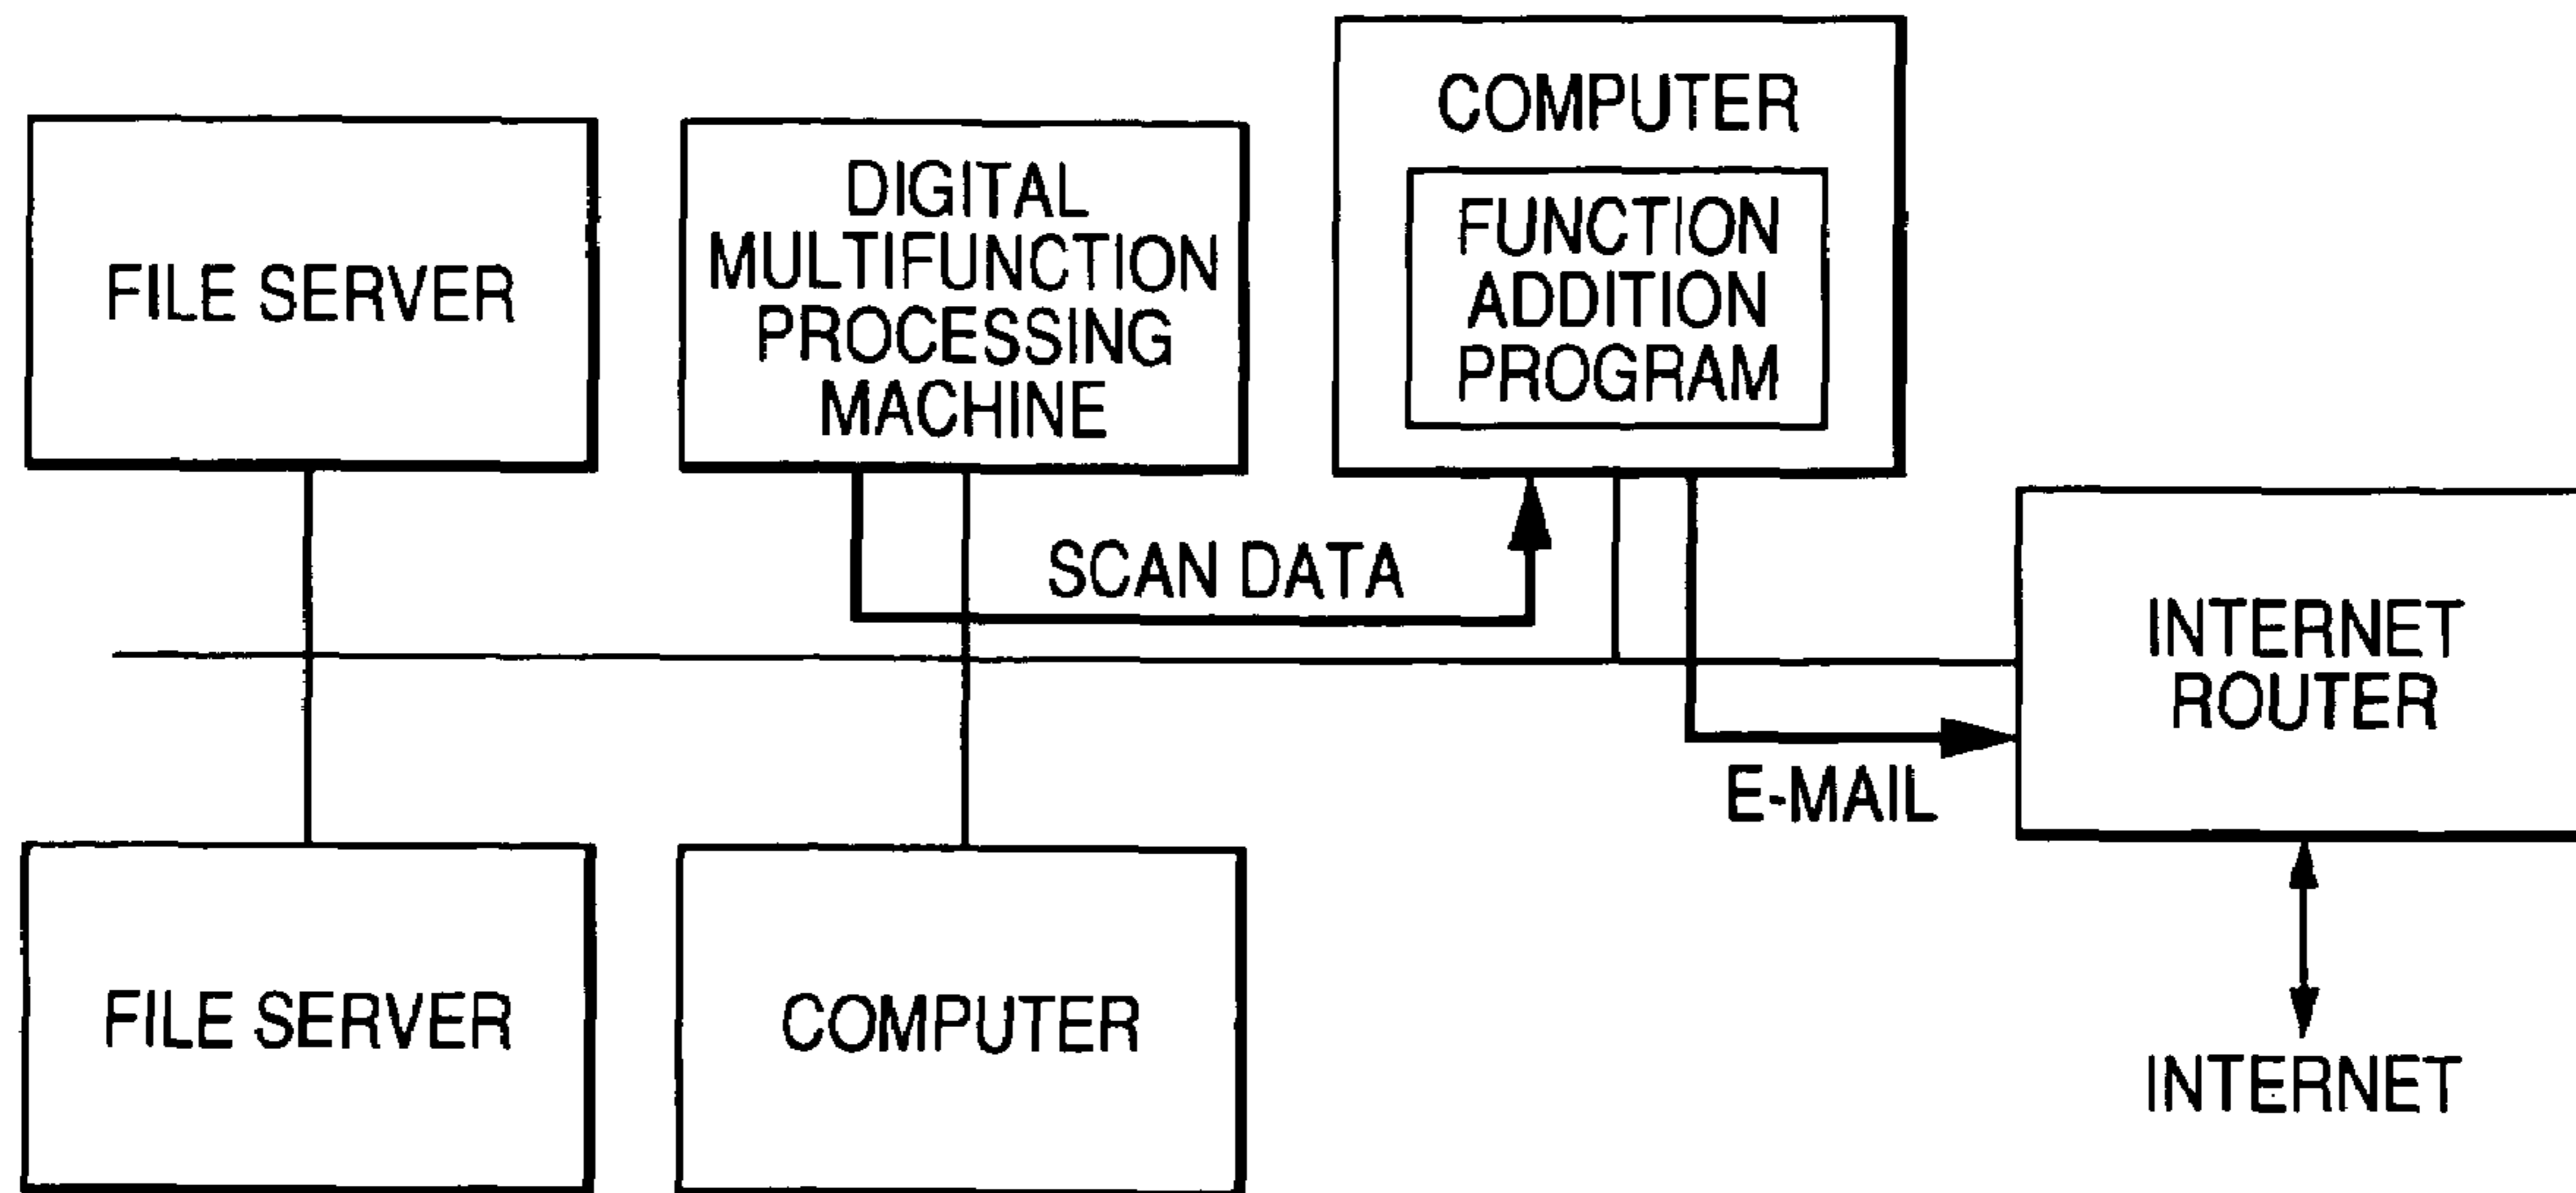 FILE SERVER
DIGITAL
MULTIFUNCTION
PROCESSING
MACHINE
COMPUTER
FUNCTION
ADDITION
PROGRAM
SCAN DATA
INTERNET
ROUTER
E-MAIL
FILE SERVER
COMPUTER
INTERNET